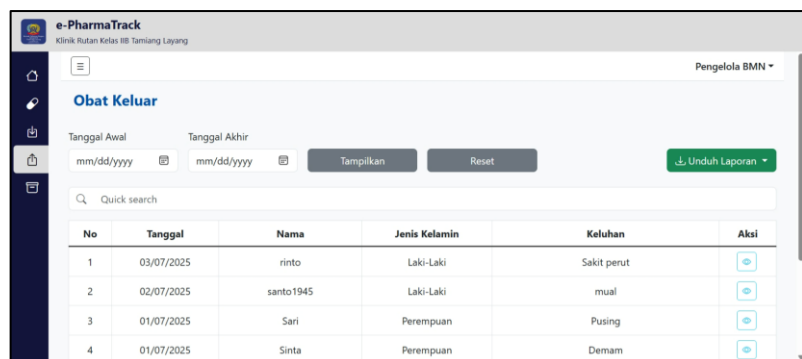 e-PharmaTrack
Klinik Rutan Kelas IIB Tamiang Layang
Pengelola BMN
Obat Keluar
Tanggal Awal Tanggal Akhir
mm/dd/yyyy mm/dd/yyyy Tampilkan Reset Unduh Laporan
Quick search
No Tanggal Nama Jenis Kelamin Keluhan Aksi
1 03/07/2025 rinto Laki-Laki Sakit perut
2 02/07/2025 santo1945 Laki-Laki mual
3 01/07/2025 Sari Perempuan Pusing
4 01/07/2025 Sinta Perempuan Demam